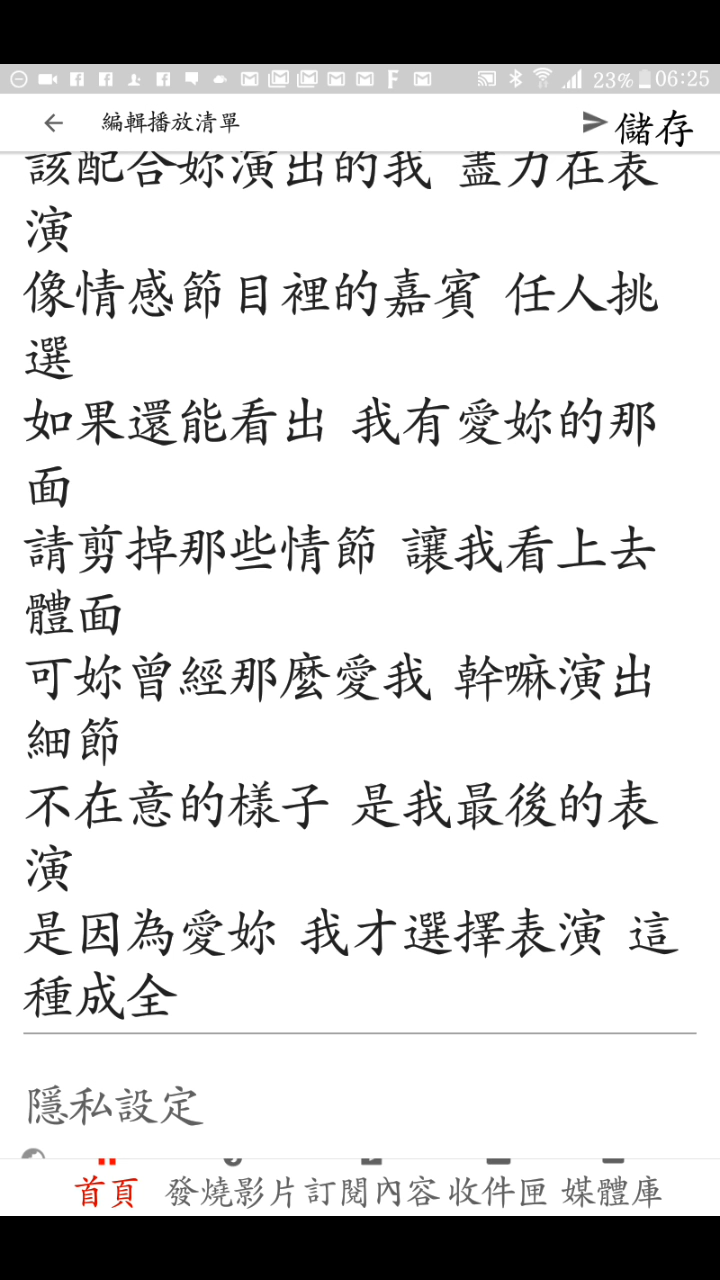 23% 06:25
編輯播放清單
儲存
該配合妳演出的我 盡力在表
演
像情感節目裡的嘉賓 任人挑
選
如果還能看出 我有愛妳的那
面
請剪掉那些情節 讓我看上去
體面
可妳曾經那麼愛我 幹嘛演出
細節
不在意的樣子 是我最後的表
演
是因為愛妳 我才選擇表演 這
種成全
隱私設定
首頁 發燒影片 訂閱內容 收件匣 媒體庫